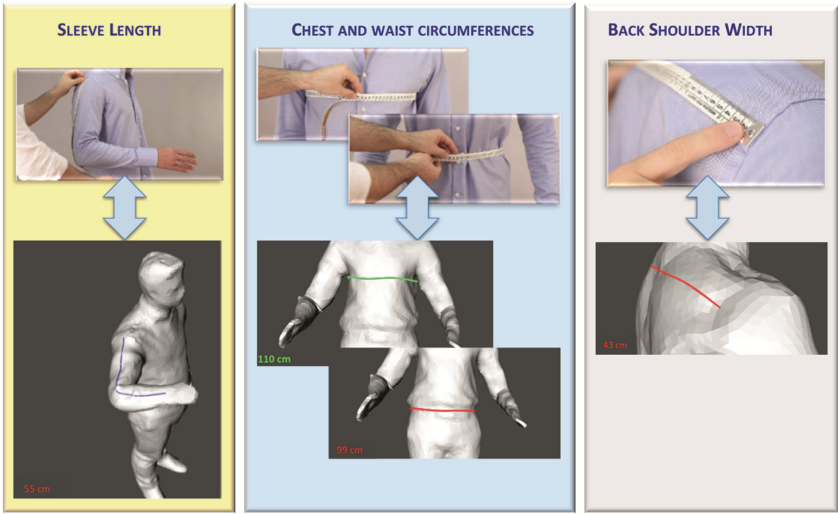 SLEEVE LENGTH
CHEST AND WAIST CIRCUMFERENCES
BACK SHOULDER WIDTH
55 cm
110 cm
99 cm
43 cm